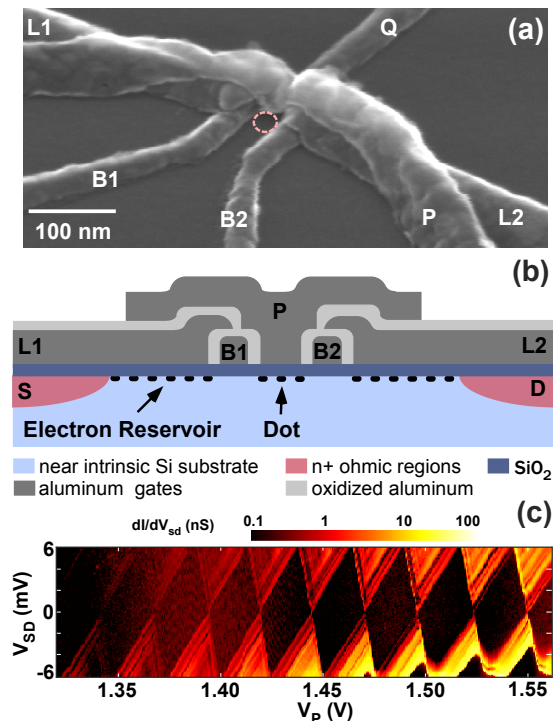 L1 Q (a)
B1 B2 P L2
100 nm
(b)
P
L1 B1 B2 L2
S D
Electron Reservoir Dot
near intrinsic Si substrate n+ ohmic regions SiO2
aluminum gates oxidized aluminum
dI/dVsd (nS) 0.1 1 10 100 (c)
6
0
-6
VSD (mV)
1.35 1.40 1.45 1.50 1.55
VP (V)